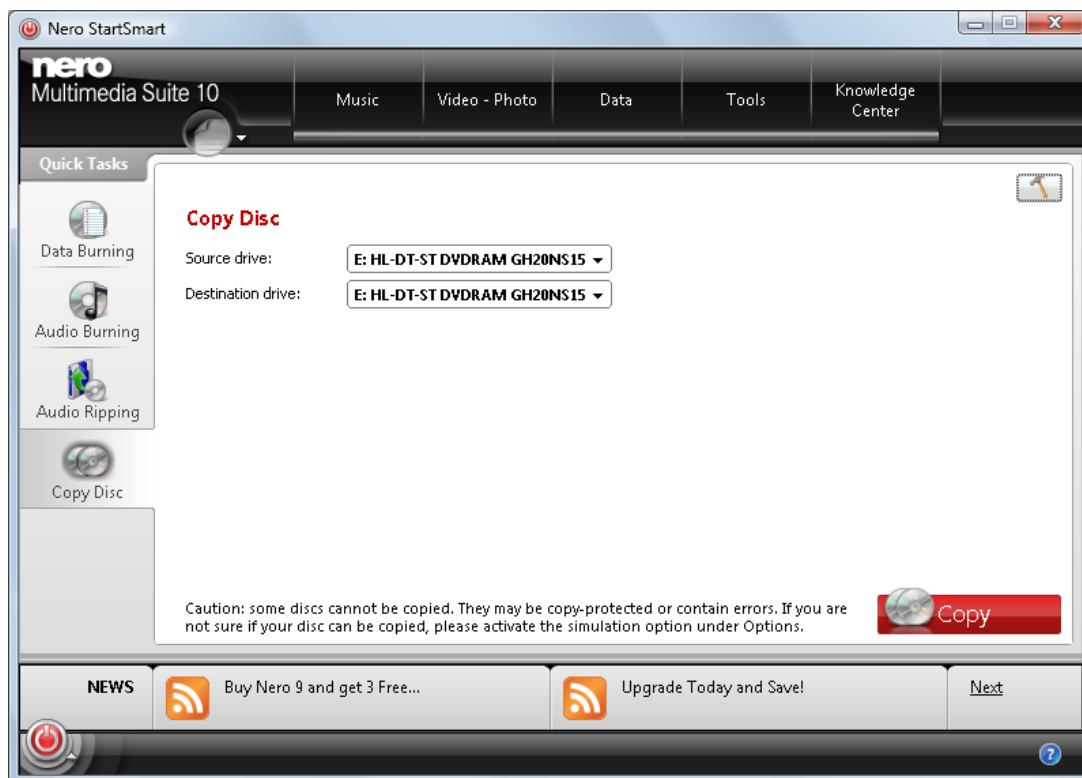 Nero StartSmart
nero
Multimedia Suite 10
Music
Video - Photo
Data
Tools
Knowledge
Center
Quick Tasks
Data Burning
Audio Burning
Audio Ripping
Copy Disc
Copy Disc
Source drive:
E: HL-DT-ST DVDRAM GH20NS15
Destination drive:
E: HL-DT-ST DVDRAM GH20NS15
Caution: some discs cannot be copied. They may be copy-protected or contain errors. If you are
not sure if your disc can be copied, please activate the simulation option under Options.
Copy
NEWS
Buy Nero 9 and get 3 Free...
Upgrade Today and Save!
Next
?